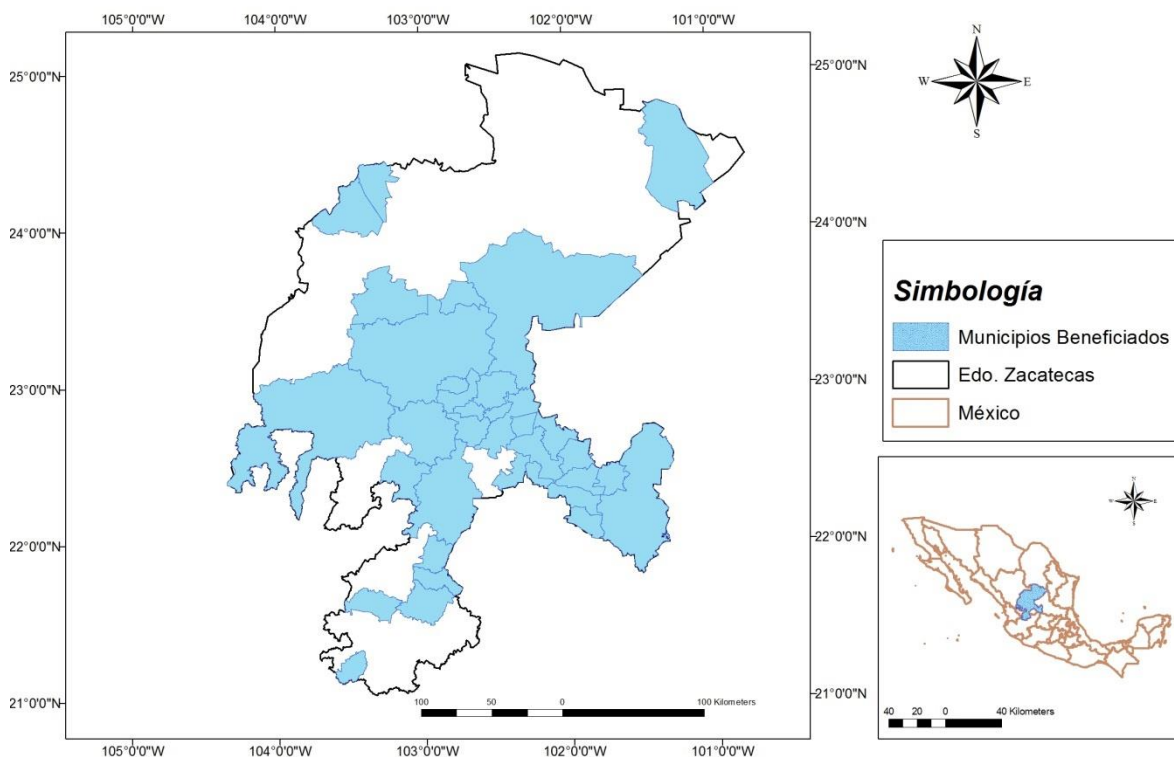 105°0'0"W 104°0'0"W 103°0'0"W 102°0'0"W 101°0'0"W
25°0'0"N 25°0'0"N
24°0'0"N 24°0'0"N
23°0'0"N 23°0'0"N
22°0'0"N 22°0'0"N
21°0'0"N 21°0'0"N
100 50 0 100 Kilometers
105°0'0"W 104°0'0"W 103°0'0"W 102°0'0"W 101°0'0"W
N
W E
S
Simbología
Municipios Beneficiados
Edo. Zacatecas
México
N
W E
S
40 20 0 40 Kilometers